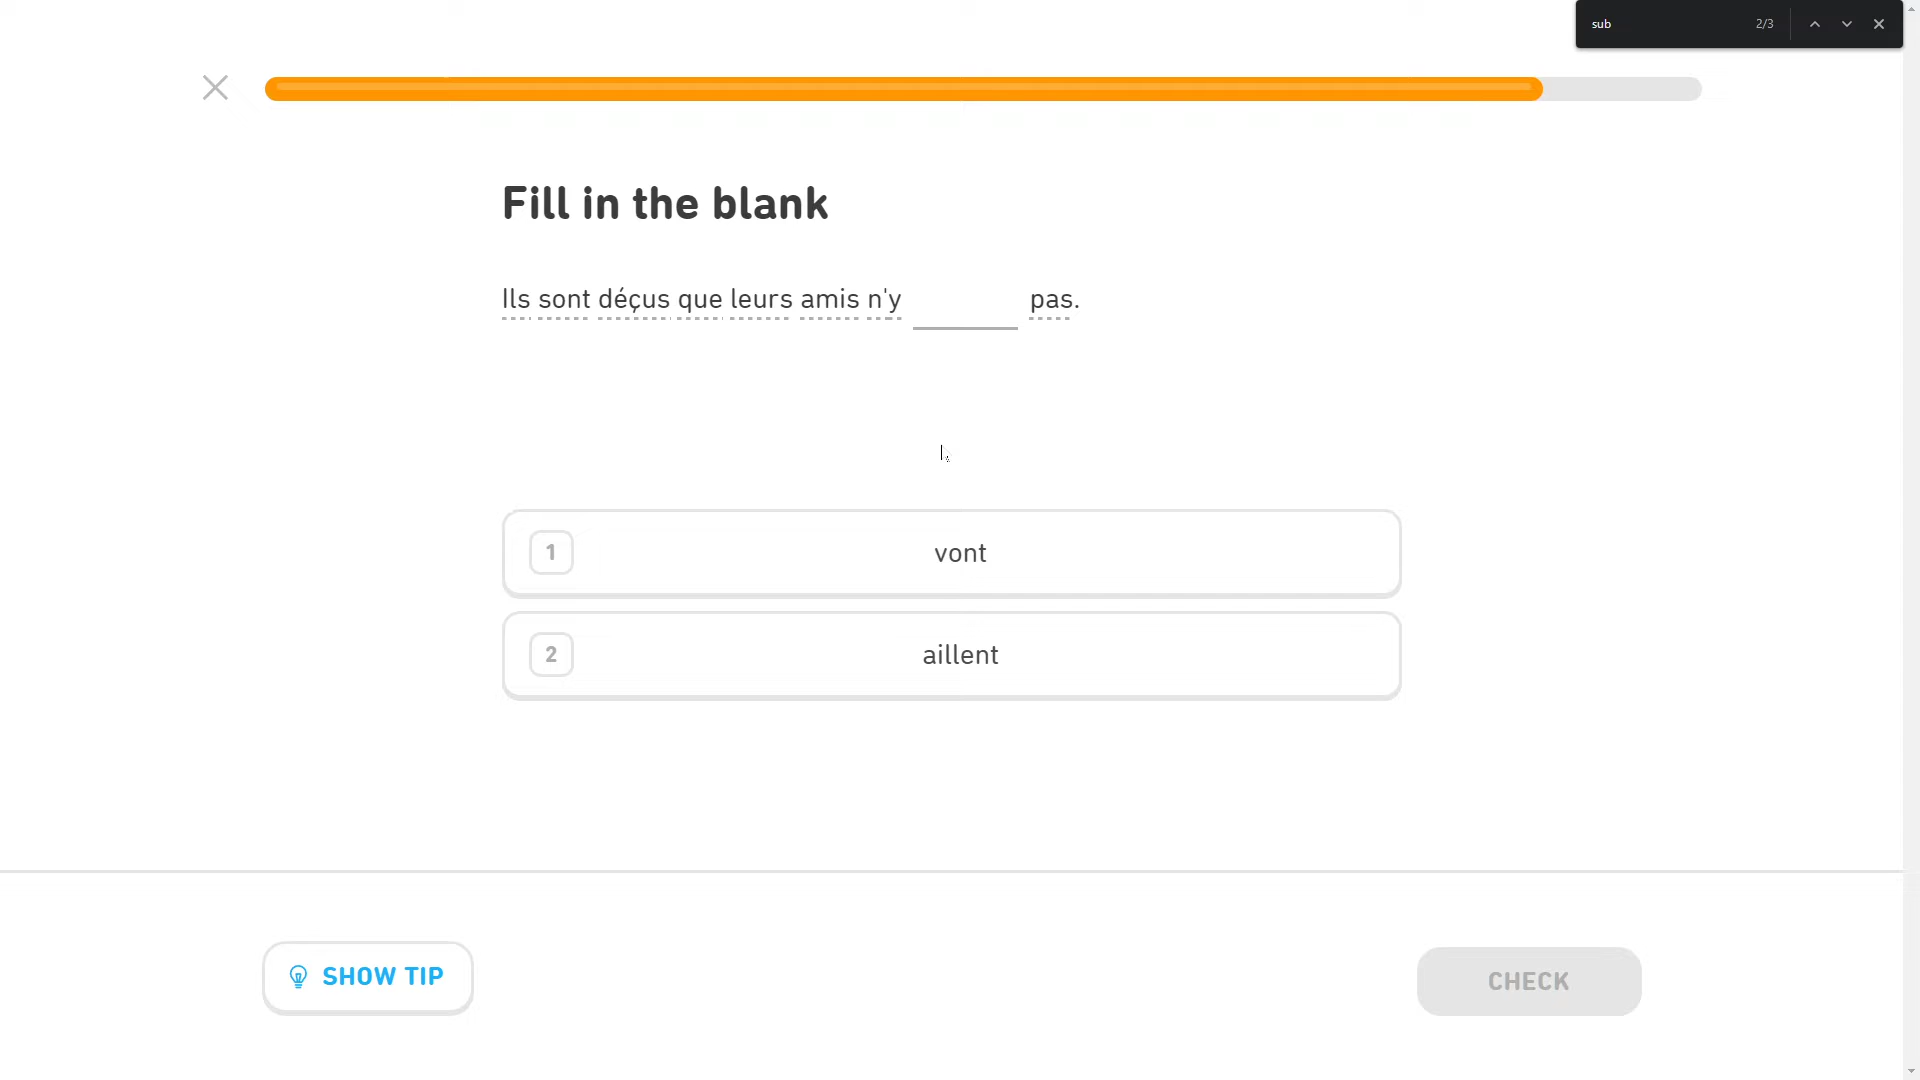 sub 2/3
Fill in the blank
Ils sont déçus que leurs amis n'y ______ pas.
1 vont
2 aillent
SHOW TIP
CHECK